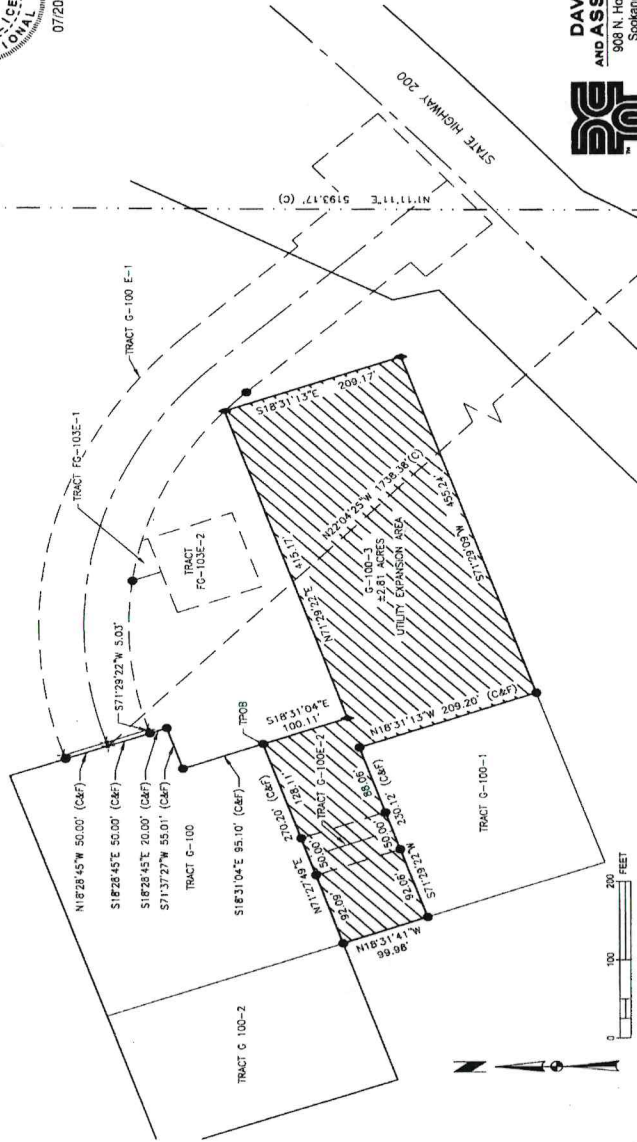 LICE
IONAL
07/20
STATE HIGHWAY 200
N1°11'11"E 5193.17' (C)
TRACT G-100 E-1
TRACT FG-103E-1
TRACT
FG-103E-2
S71°29'22"W 5.03'
N18°28'45"W 50.00' (C&F)
S18°28'45"E 50.00' (C&F)
S18°28'45"E 20.00' (C&F)
S71°37'27"W 55.01' (C&F)
TRACT G-100
S18°31'04"E 95.10' (C&F)
TPOB
S18°31'04"E
100.11'
N71°29'22"E 415.17'
S18°31'13"E 209.17'
N22°04'25"W 1738.38'(C)
G-100-3
±2.81 ACRES
UTILITY EXPANSION AREA
S71°29'09"W 455.24'
N18°31'13"W 209.20' (C&F)
TRACT G-100E-2
N71°27'49"E 270.20' (C&F)
92.09' 50.00' 128.11'
S71°29'22"W 230.12' (C&F)
92.06' 50.00' 88.06'
N18°31'41"W
99.98'
TRACT G-100-1
TRACT G 100-2
N
0 100 200
FEET
DAV
AND ASS
908 N. Ho
Spokan
TM